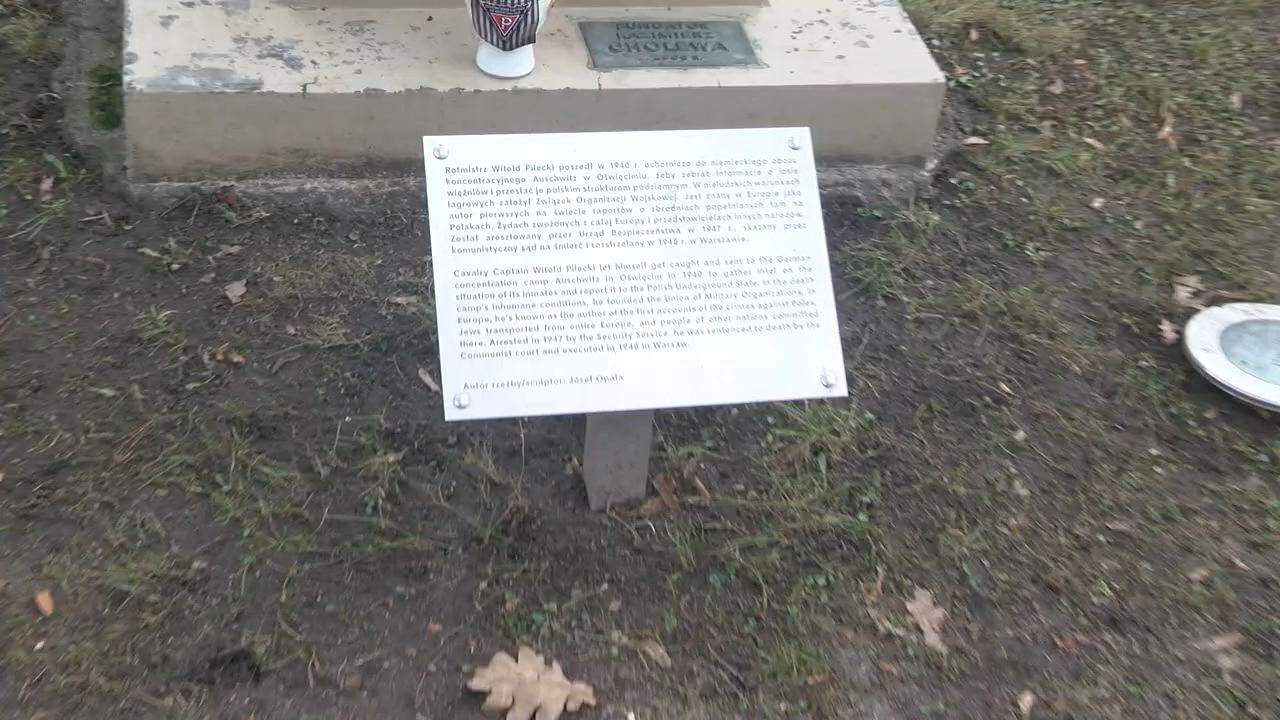 P
FUNDATOR
KAZIMIERZ
CHOLEWA
Rotmistrz Witold Pilecki poszedł w 1940 r. ochotniczo do niemieckiego obozu
koncentracyjnego Auschwitz w Oświęcimiu, żeby zebrać informacje o losie
więźniów i przesłać je polskim strukturom podziemnym. W nieludzkich warunkach
łagrowych założył Związek Organizacji Wojskowej. Jest znany w Europie jako
autor pierwszych na świecie raportów o zbrodniach popełnianych tam na
Polakach, Żydach zwożonych z całej Europy i przedstawicielach innych narodów.
Został aresztowany przez Urząd Bezpieczeństwa w 1947 r., skazany przez
komunistyczny sąd na śmierć i rozstrzelany w 1948 r. w Warszawie.
Cavalry Captain Witold Pilecki let himself get caught and sent to the German
concentration camp Auschwitz in Oświęcim in 1940 to gather intel on the
situation of its inmates and report it to the Polish Underground State. In the death
camp's inhumane conditions, he founded the Union of Military Organizations. In
Europe, he's known as the author of the first accounts of the crimes against Poles,
Jews transported from entire Europe, and people of other nations committed
there. Arrested in 1947 by the Security Service, he was sentenced to death by the
Communist court and executed in 1948 in Warsaw.
Autor rzeźby/sculptor: Józef Opala